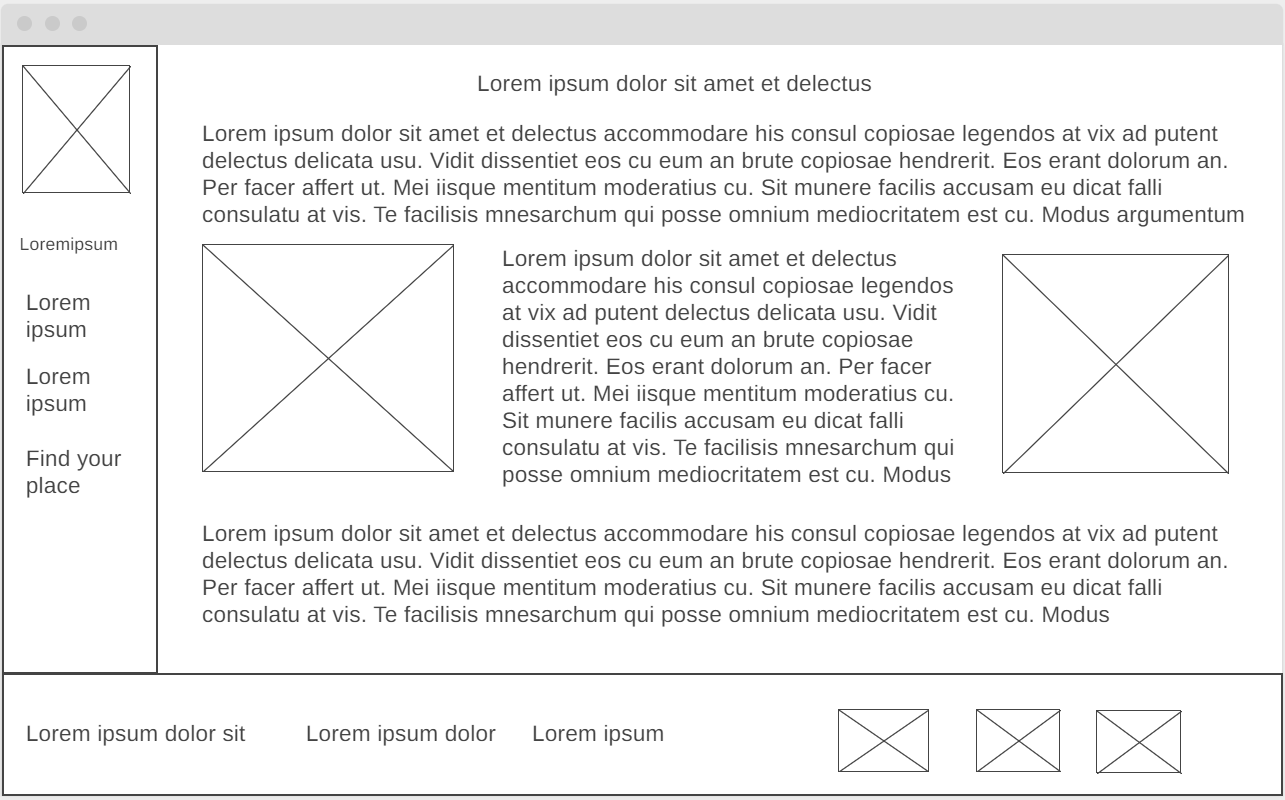 Loremipsum
Lorem
ipsum
Lorem
ipsum
Find your
place
Lorem ipsum dolor sit amet et delectus
Lorem ipsum dolor sit amet et delectus accommodare his consul copiosae legendos at vix ad putent
delectus delicata usu. Vidit dissentiet eos cu eum an brute copiosae hendrerit. Eos erant dolorum an.
Per facer affert ut. Mei iisque mentitum moderatius cu. Sit munere facilis accusam eu dicat falli
consulatu at vis. Te facilisis mnesarchum qui posse omnium mediocritatem est cu. Modus argumentum
Lorem ipsum dolor sit amet et delectus
accommodare his consul copiosae legendos
at vix ad putent delectus delicata usu. Vidit
dissentiet eos cu eum an brute copiosae
hendrerit. Eos erant dolorum an. Per facer
affert ut. Mei iisque mentitum moderatius cu.
Sit munere facilis accusam eu dicat falli
consulatu at vis. Te facilisis mnesarchum qui
posse omnium mediocritatem est cu. Modus
Lorem ipsum dolor sit amet et delectus accommodare his consul copiosae legendos at vix ad putent
delectus delicata usu. Vidit dissentiet eos cu eum an brute copiosae hendrerit. Eos erant dolorum an.
Per facer affert ut. Mei iisque mentitum moderatius cu. Sit munere facilis accusam eu dicat falli
consulatu at vis. Te facilisis mnesarchum qui posse omnium mediocritatem est cu. Modus
Lorem ipsum dolor sit
Lorem ipsum dolor
Lorem ipsum